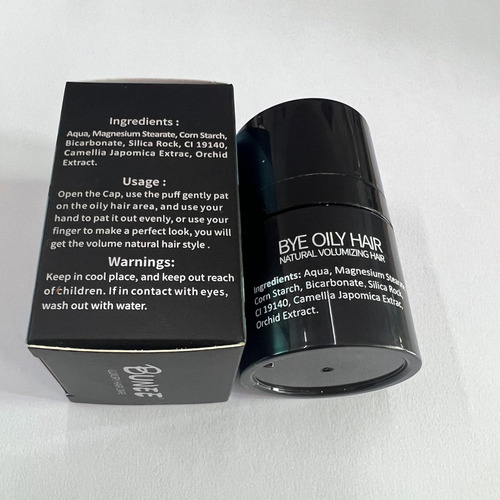 Ingredients :
Aqua, Magnesium Stearate, Corn Starch,
Bicarbonate, Silica Rock, CI 19140,
Camellia Japomica Extrac, Orchid
Extract.
Usage :
Open the Cap, use the puff gently pat
on the oily hair area, and use your
hand to pat it out evenly, or use your
finger to make a perfect look, you will
get the volume natural hair style .
Warnings:
Keep in cool place, and keep out reach
of children. If in contact with eyes,
wash out with water.
BYE OILY HAIR
NATURAL VOLUMIZING HAIR
Ingredients: Aqua, Magnesium Stearate
Corn Starch, Bicarbonate, Silica Rock
CI 19140, Camellia Japomica Extrac,
Orchid Extract.